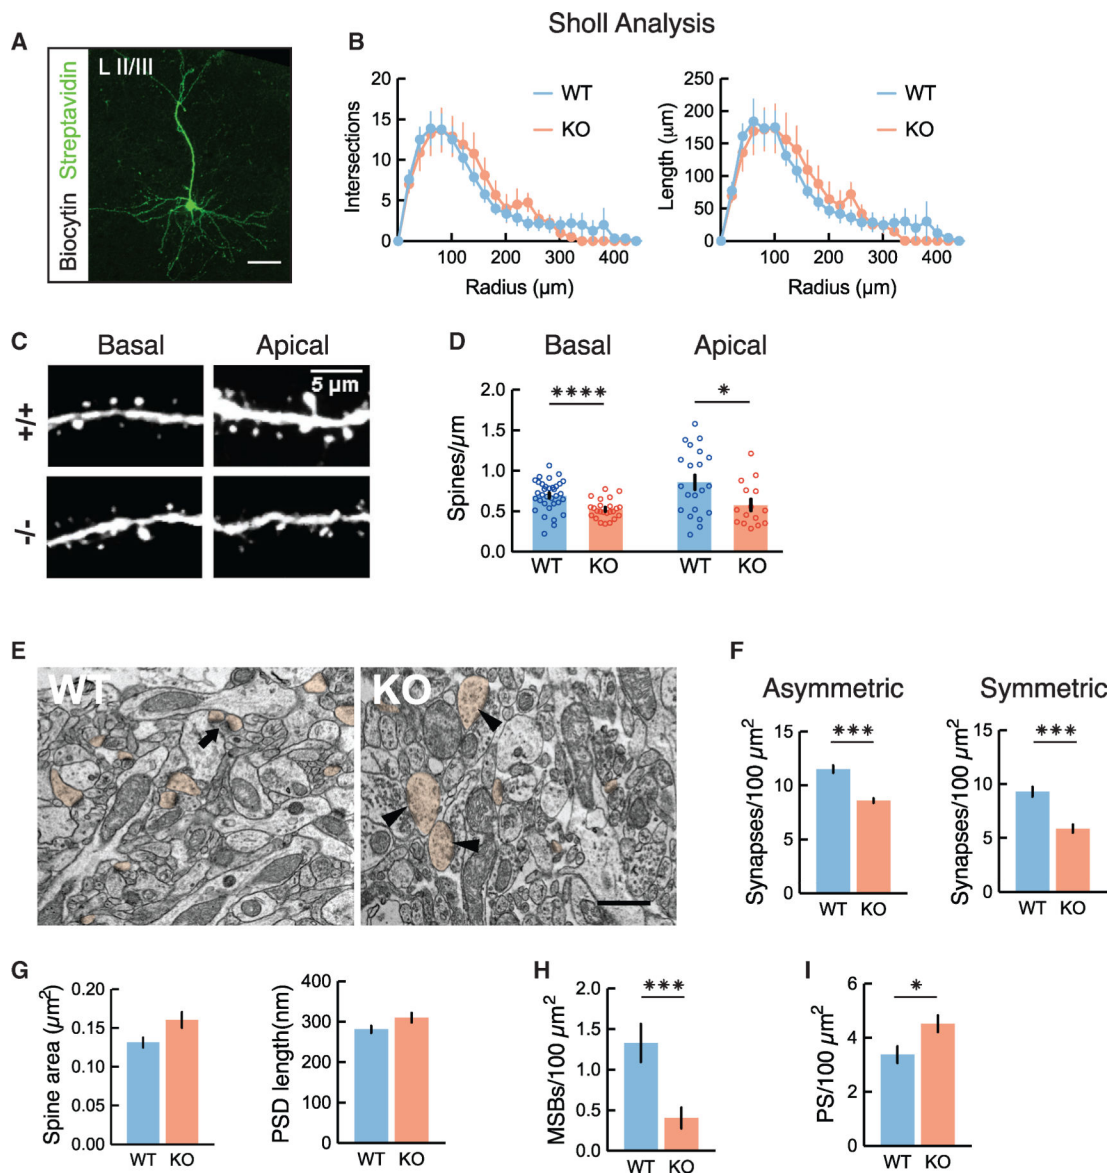 Sholl Analysis
A
Biocytin Streptavidin
L II/III
B
Intersections
20
15
10
5
0
WT
KO
100 200 300 400
Radius (µm)
Length (µm)
250
200
150
100
50
0
WT
KO
100 200 300 400
Radius (µm)
C
Basal Apical
+/+
5 µm
-/-
D
Basal Apical
Spines/µm
2.0
1.5
1.0
0.5
0.0
**** *
WT KO WT KO
E
WT KO
F
Asymmetric
Synapses/100 µm²
15
10
5
0
***
WT KO
Symmetric
Synapses/100 µm²
15
10
5
0
***
WT KO
G
Spine area (µm²)
0.20
0.15
0.10
0.05
0.00
WT KO
PSD length(nm)
400
300
200
100
0
WT KO
H
MSBs/100 µm²
2.0
1.5
1.0
0.5
0.0
***
WT KO
I
PS/100 µm²
6
4
2
0
*
WT KO